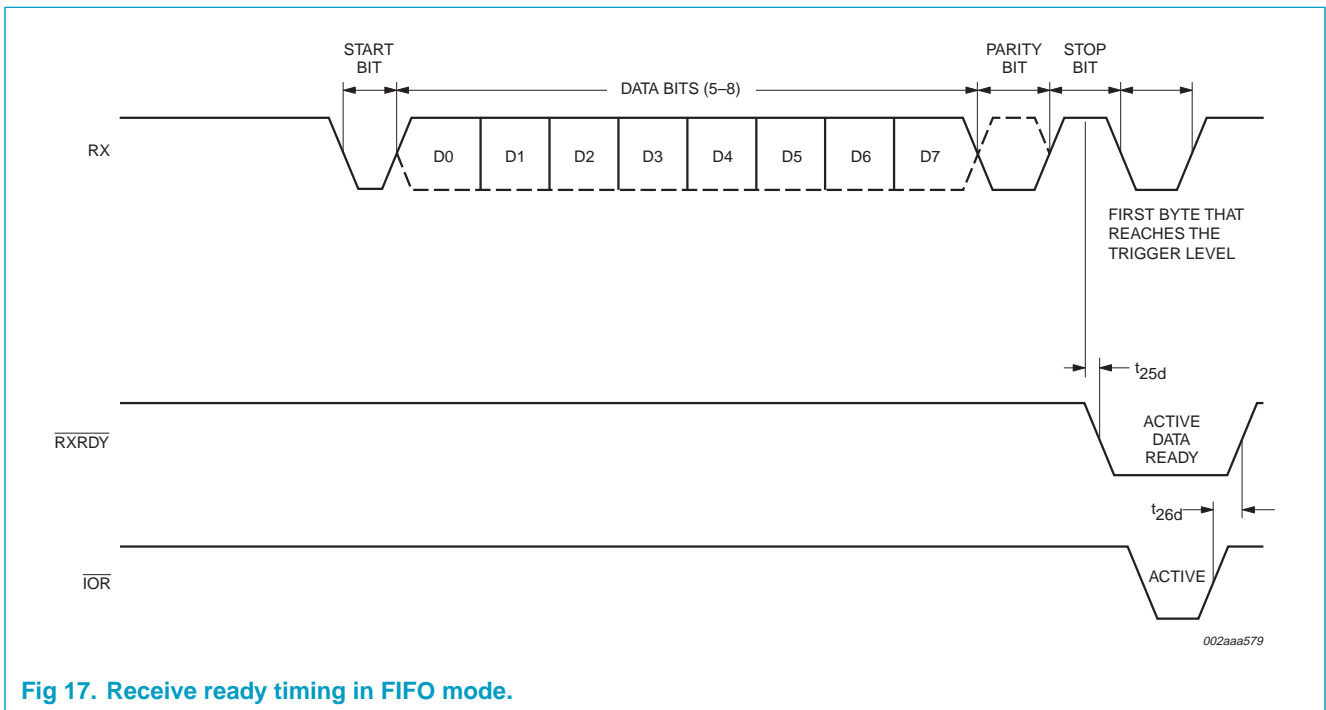 START
BIT
DATA BITS (5–8)
PARITY
BIT
STOP
BIT
RX
D0
D1
D2
D3
D4
D5
D6
D7
FIRST BYTE THAT
REACHES THE
TRIGGER LEVEL
t25d
RXRDY
ACTIVE
DATA
READY
t26d
IOR
ACTIVE
002aaa579
Fig 17. Receive ready timing in FIFO mode.